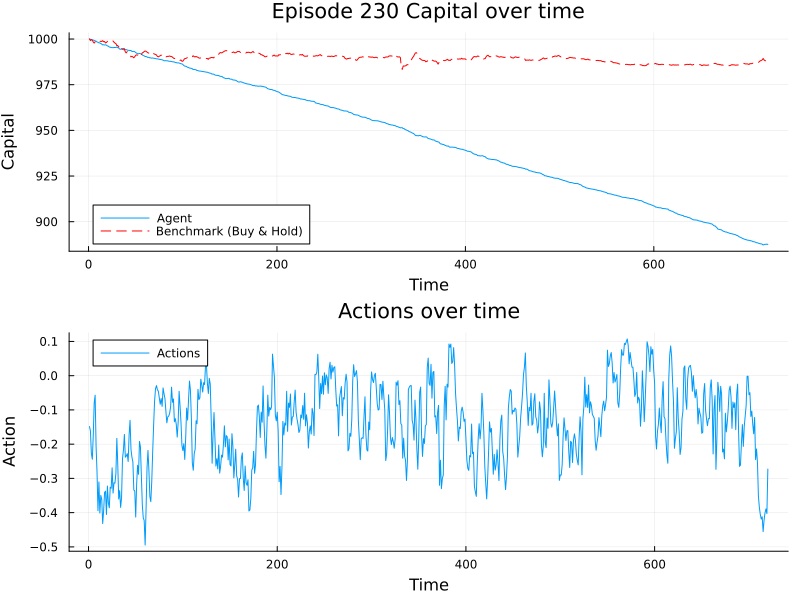 Episode 230 Capital over time
1000
975
950
925
900
Capital
Agent
Benchmark (Buy & Hold)
0 200 400 600
Time
Actions over time
0.1
0.0
−0.1
−0.2
−0.3
−0.4
−0.5
Action
Actions
0 200 400 600
Time